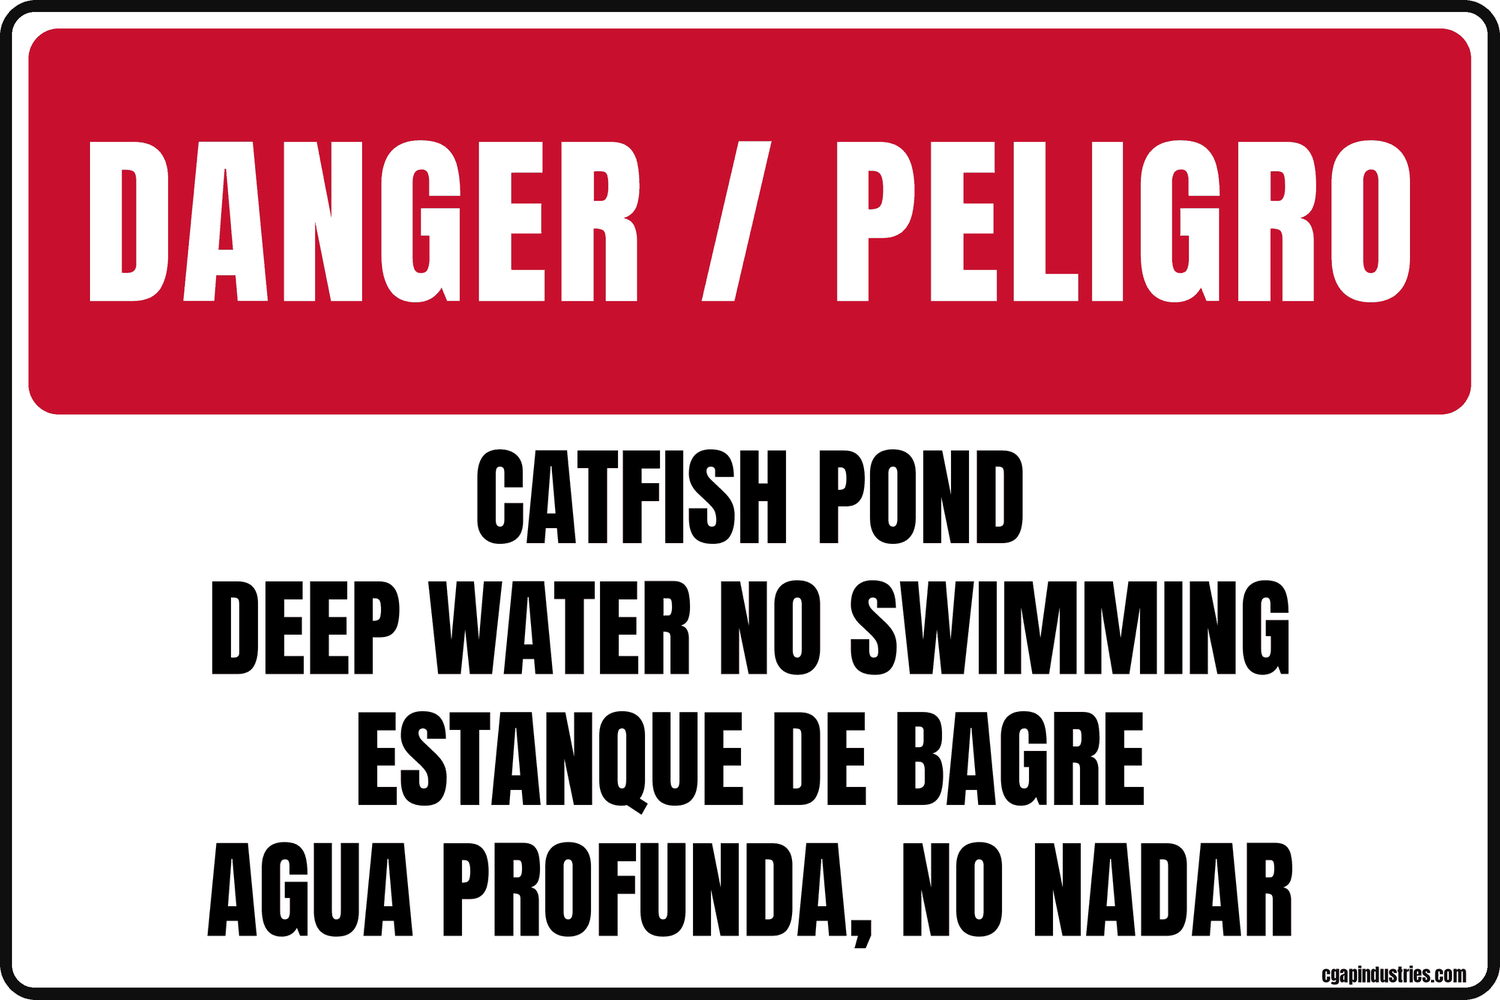 DANGER / PELIGRO
CATFISH POND
DEEP WATER NO SWIMMING
ESTANQUE DE BAGRE
AGUA PROFUNDA, NO NADAR
cgapindustries.com